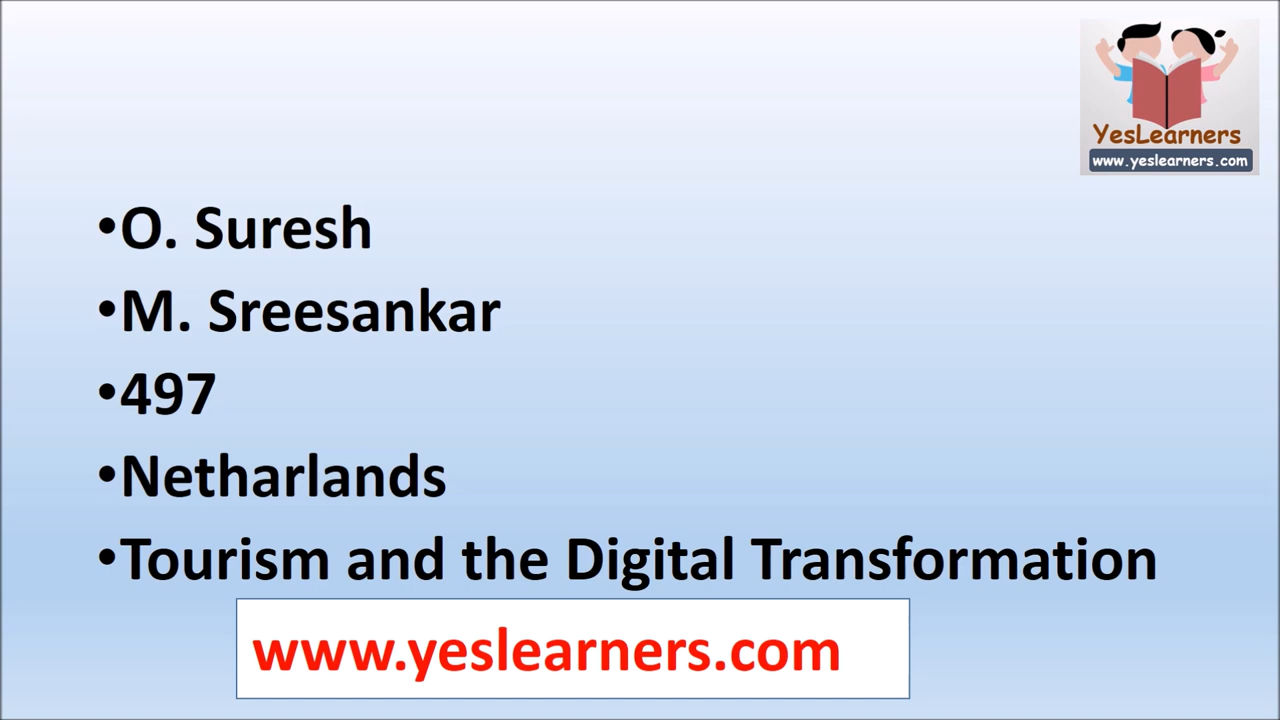 YesLearners
www.yeslearners.com
•O. Suresh
•M. Sreesankar
•497
•Netharlands
•Tourism and the Digital Transformation
www.yeslearners.com